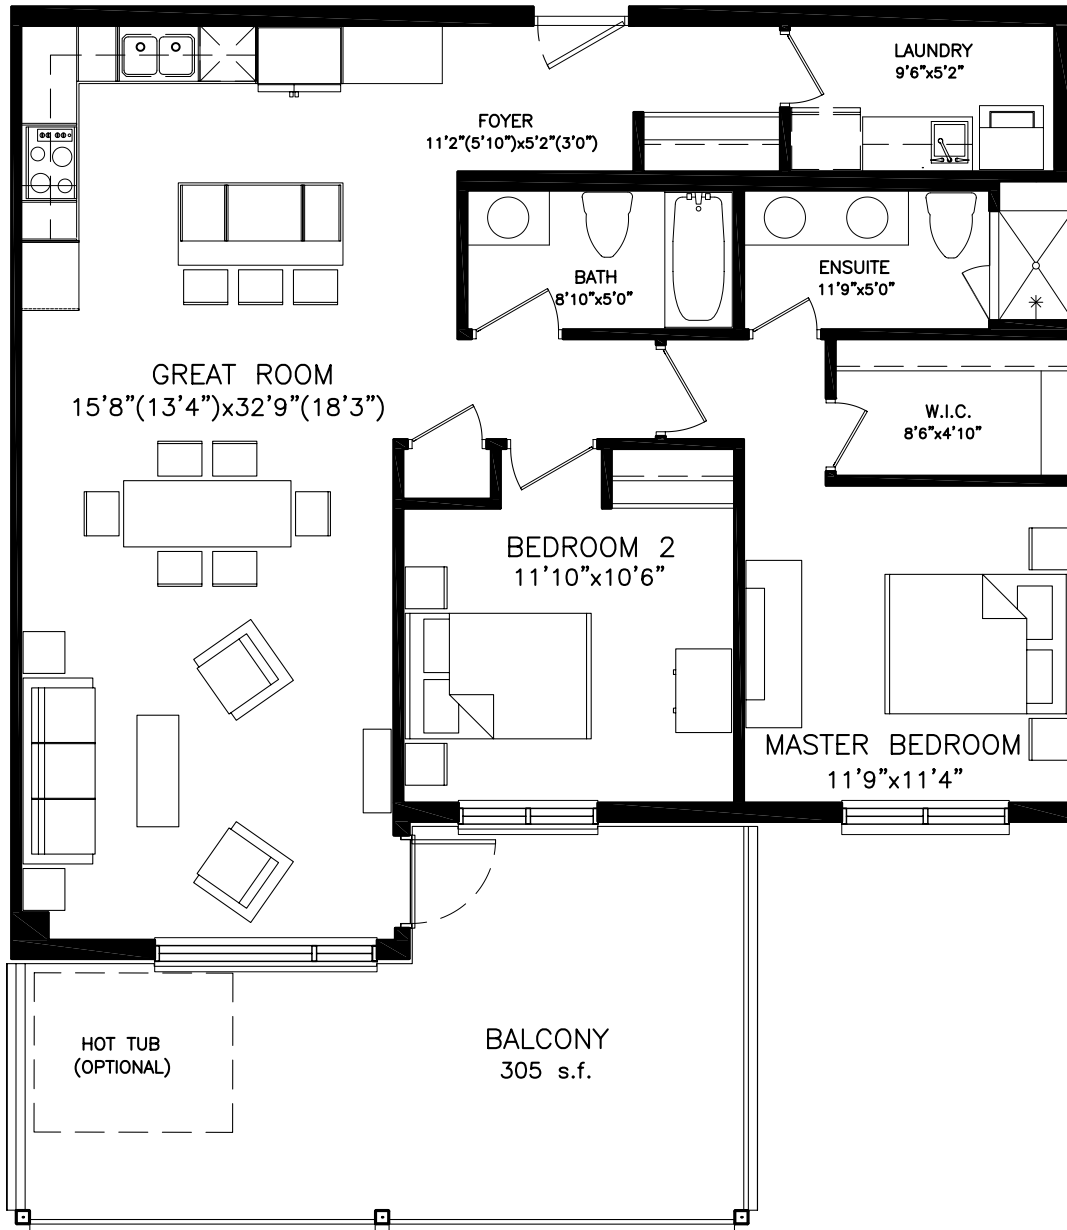 LAUNDRY
9'6"x5'2"
FOYER
11'2"(5'10")x5'2"(3'0")
BATH
8'10"x5'0"
ENSUITE
11'9"x5'0"
GREAT ROOM
15'8"(13'4")x32'9"(18'3")
W.I.C.
8'6"x4'10"
BEDROOM 2
11'10"x10'6"
MASTER BEDROOM
11'9"x11'4"
HOT TUB
(OPTIONAL)
BALCONY
305 s.f.